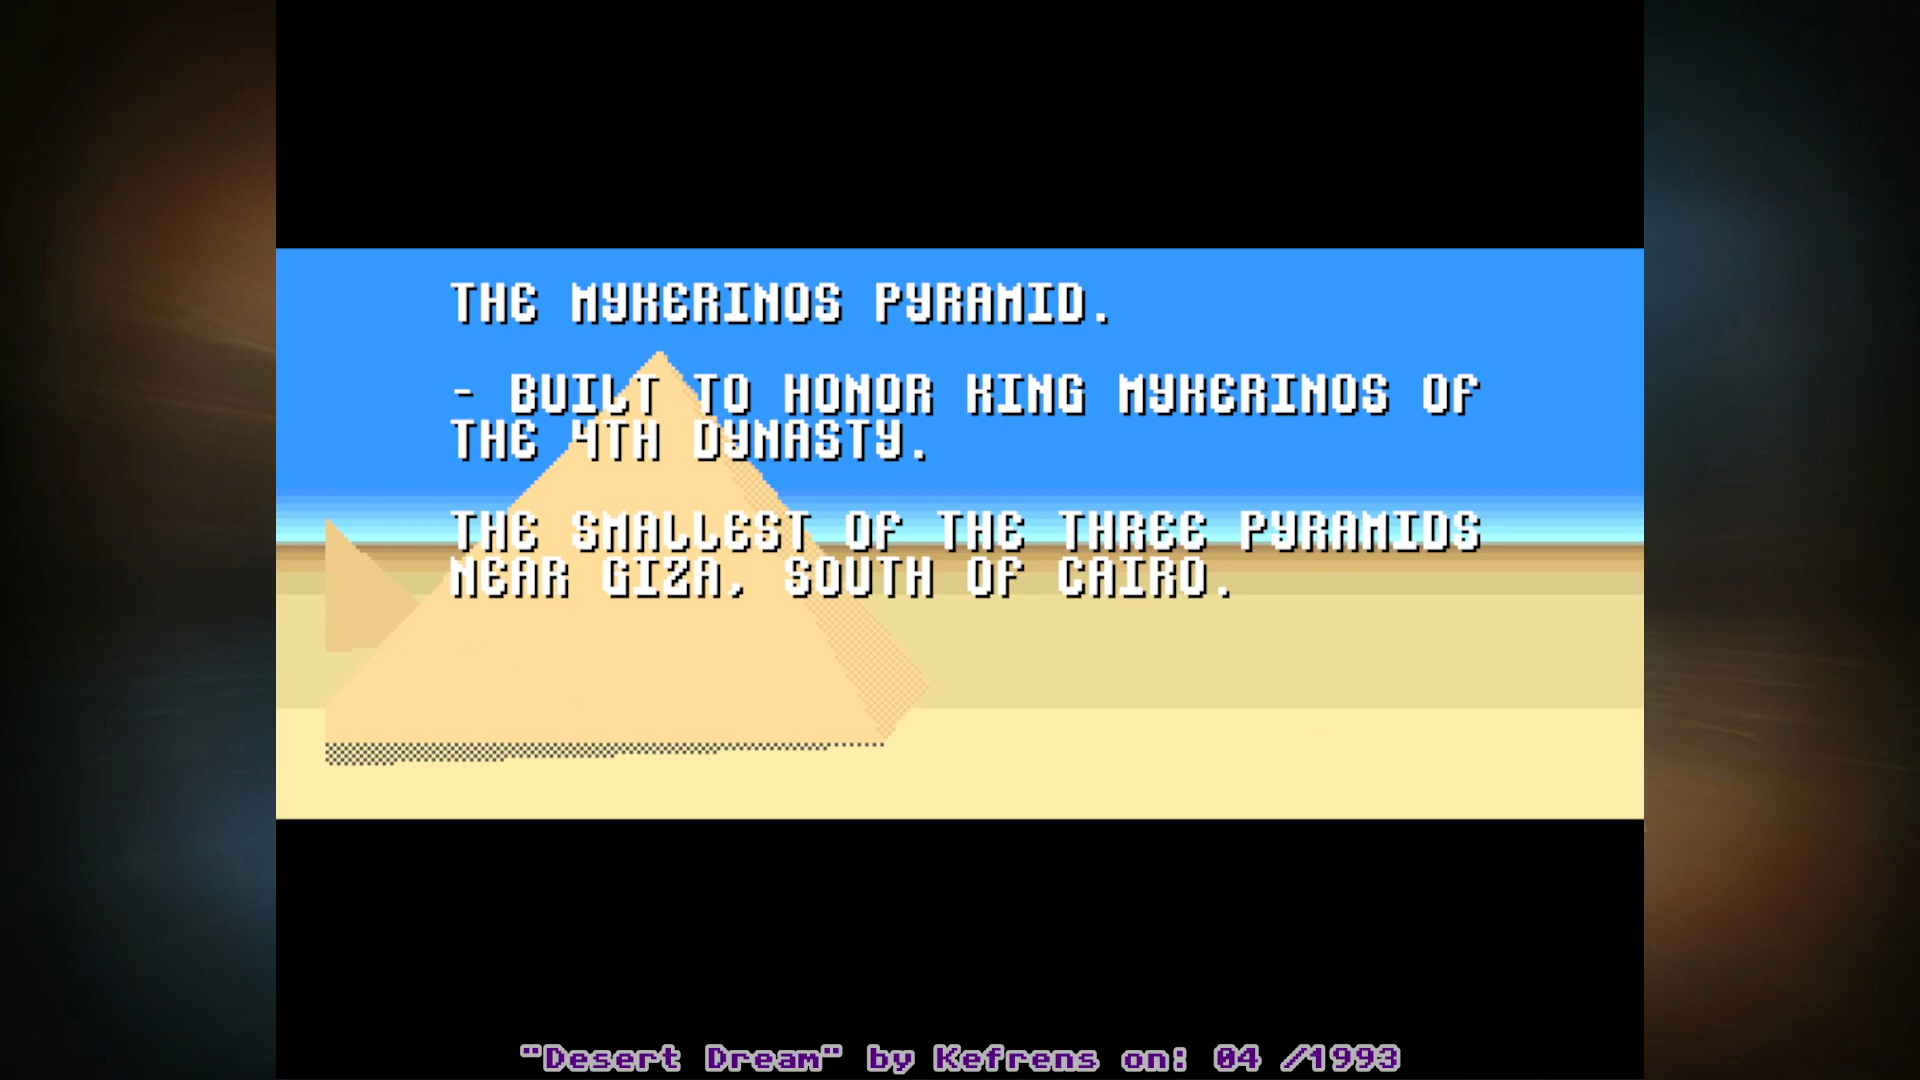 THE MYKERINOS PYRAMID.
- BUILT TO HONOR KING MYKERINOS OF
THE 4TH DYNASTY.
THE SMALLEST OF THE THREE PYRAMIDS
NEAR GIZA, SOUTH OF CAIRO.
"Desert Dream" by Kefrens on: 04 /1993